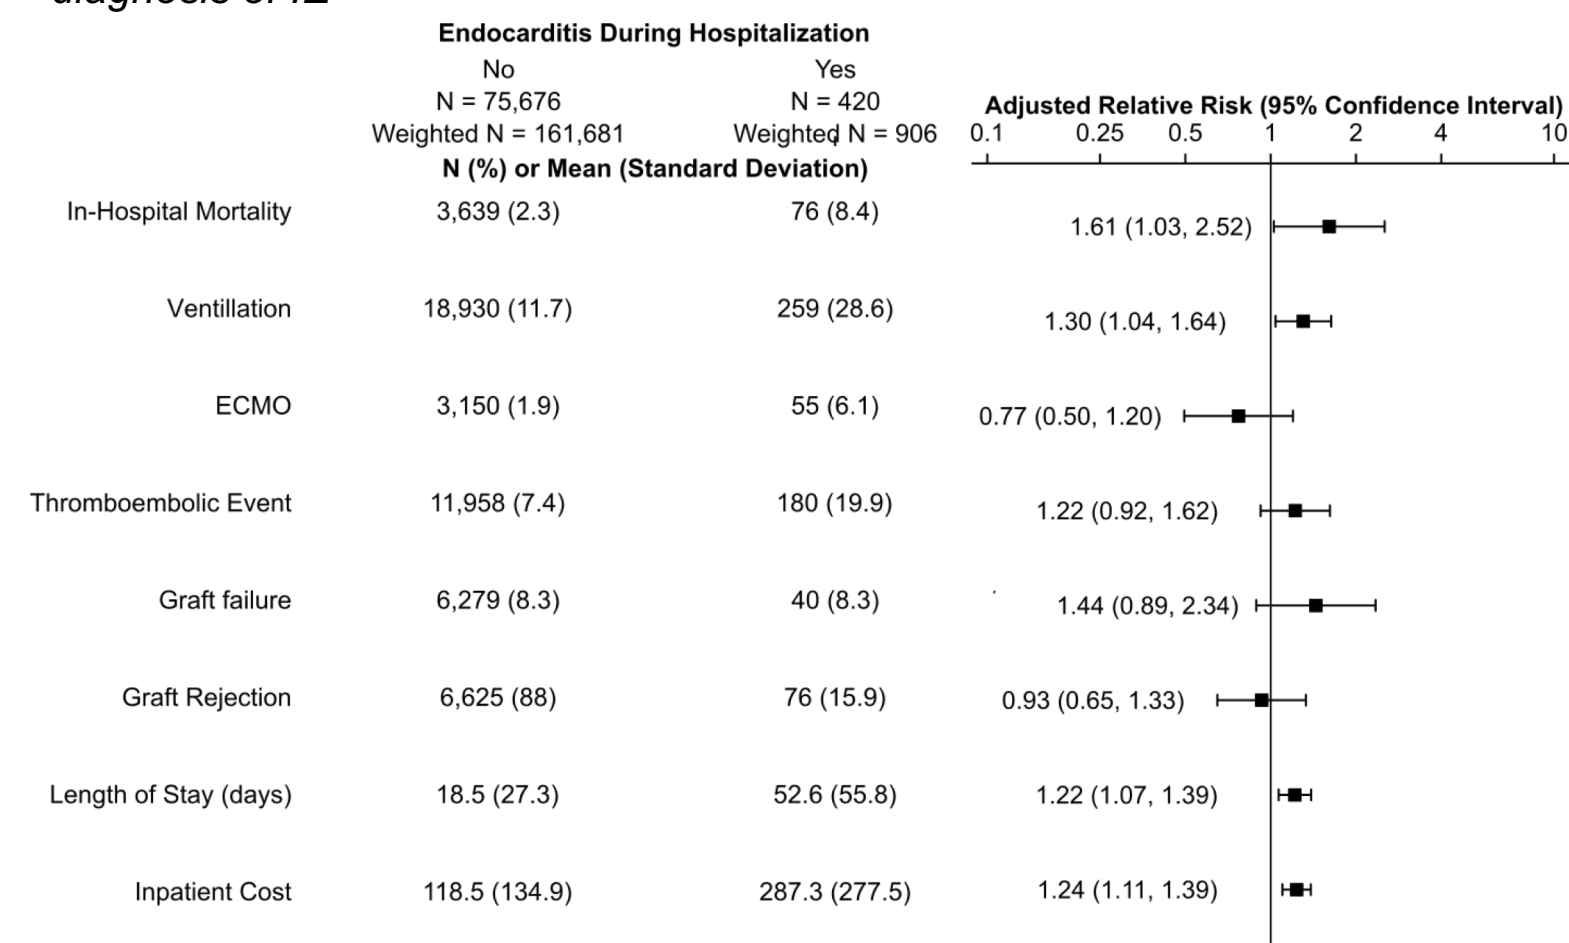 diagnosis of IE
Endocarditis During Hospitalization
No Yes
N = 75,676 N = 420
Weighted N = 161,681 Weighted N = 906
Adjusted Relative Risk (95% Confidence Interval)
0.1 0.25 0.5 1 2 4 10
N (%) or Mean (Standard Deviation)
In-Hospital Mortality 3,639 (2.3) 76 (8.4) 1.61 (1.03, 2.52)
Ventillation 18,930 (11.7) 259 (28.6) 1.30 (1.04, 1.64)
ECMO 3,150 (1.9) 55 (6.1) 0.77 (0.50, 1.20)
Thromboembolic Event 11,958 (7.4) 180 (19.9) 1.22 (0.92, 1.62)
Graft failure 6,279 (8.3) 40 (8.3) 1.44 (0.89, 2.34)
Graft Rejection 6,625 (88) 76 (15.9) 0.93 (0.65, 1.33)
Length of Stay (days) 18.5 (27.3) 52.6 (55.8) 1.22 (1.07, 1.39)
Inpatient Cost 118.5 (134.9) 287.3 (277.5) 1.24 (1.11, 1.39)